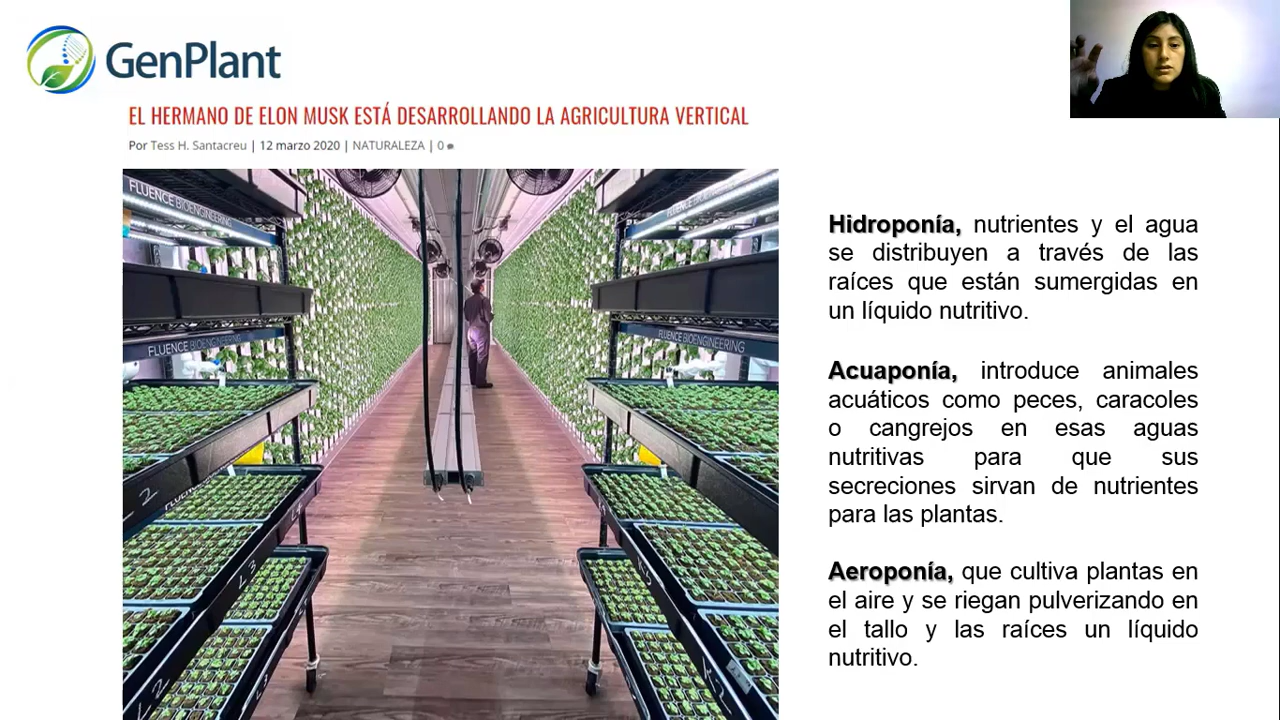 GenPlant
EL HERMANO DE ELON MUSK ESTÁ DESARROLLANDO LA AGRICULTURA VERTICAL
Por Tess H. Santacreu | 12 marzo 2020 | NATURALEZA | 0
FLUENCE BIOENGINEERING
FLUENCE BIOENGINEERING
FLUENCE BIOENGINEERING
L2
L3
L2
Hidroponía, nutrientes y el agua
se distribuyen a través de las
raíces que están sumergidas en
un líquido nutritivo.
Acuaponía, introduce animales
acuáticos como peces, caracoles
o cangrejos en esas aguas
nutritivas para que sus
secreciones sirvan de nutrientes
para las plantas.
Aeroponía, que cultiva plantas en
el aire y se riegan pulverizando en
el tallo y las raíces un líquido
nutritivo.